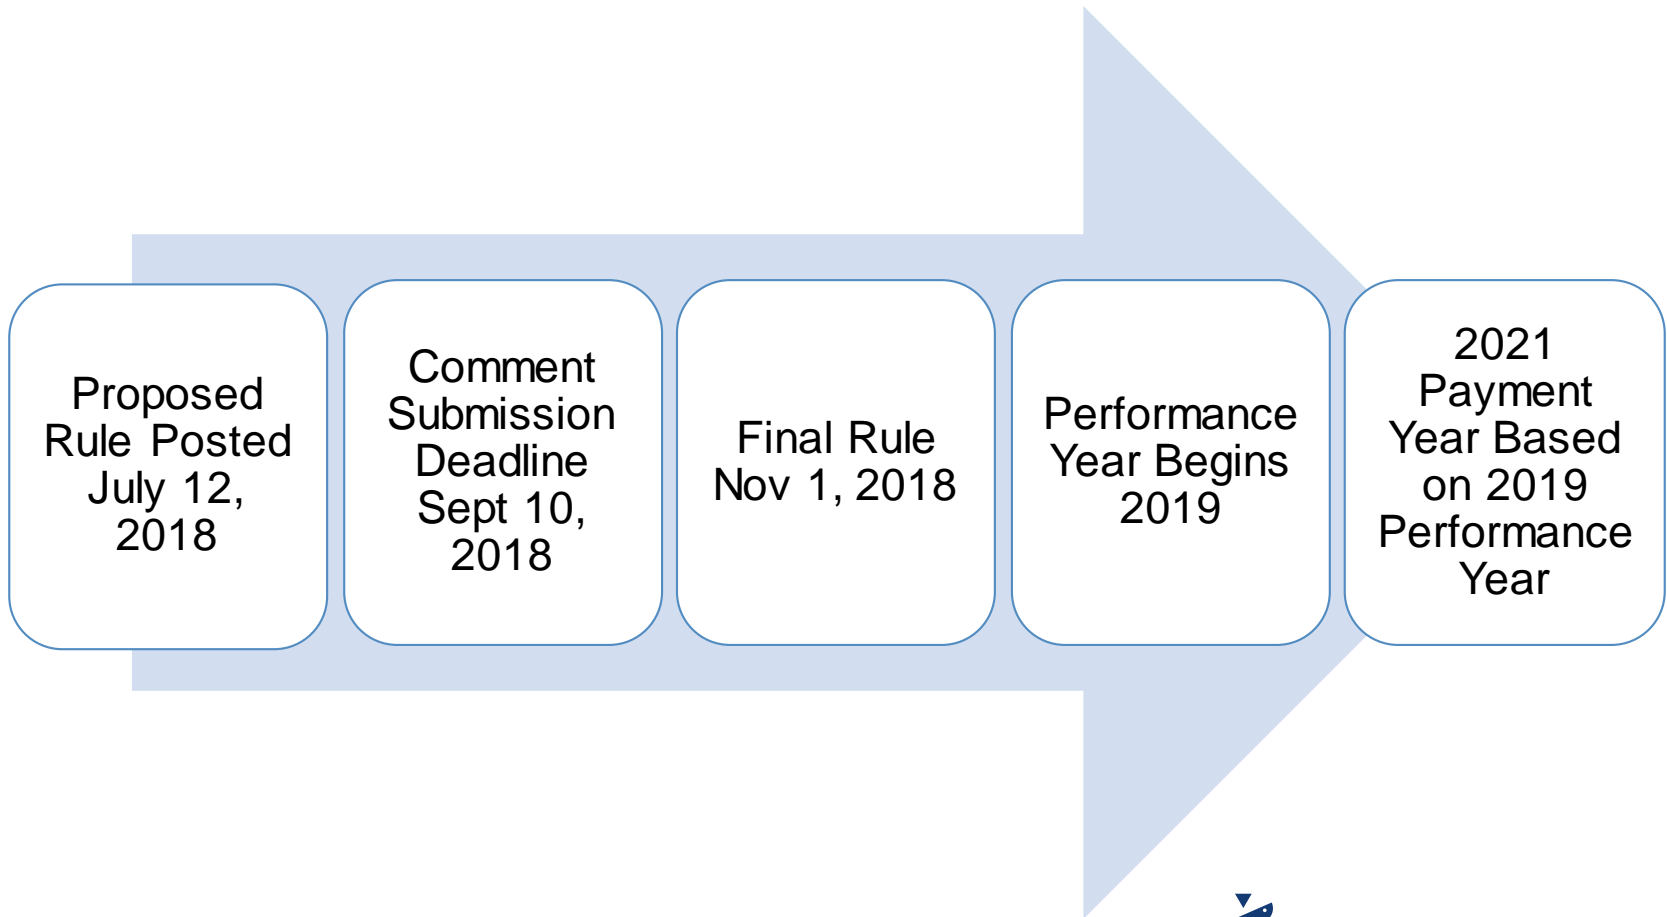 Proposed
Rule Posted
July 12,
2018
Comment
Submission
Deadline
Sept 10,
2018
Final Rule
Nov 1, 2018
Performance
Year Begins
2019
2021
Payment
Year Based
on 2019
Performance
Year